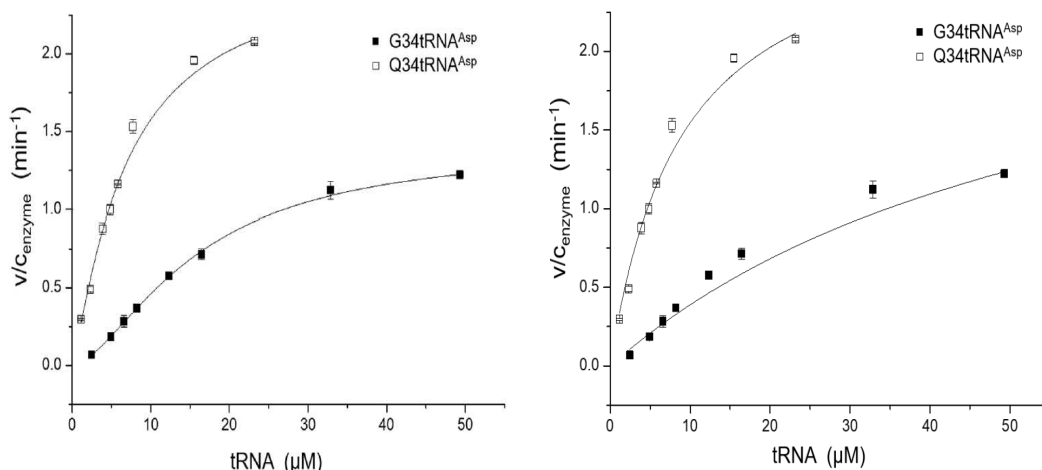 2.0
1.5
1.0
0.5
0.0
v/c_enzyme (min⁻¹)
G34tRNA^Asp
Q34tRNA^Asp
0 10 20 30 40 50
tRNA (µM)
2.0
1.5
1.0
0.5
0.0
v/c_enzyme (min⁻¹)
G34tRNA^Asp
Q34tRNA^Asp
0 10 20 30 40 50
tRNA (µM)